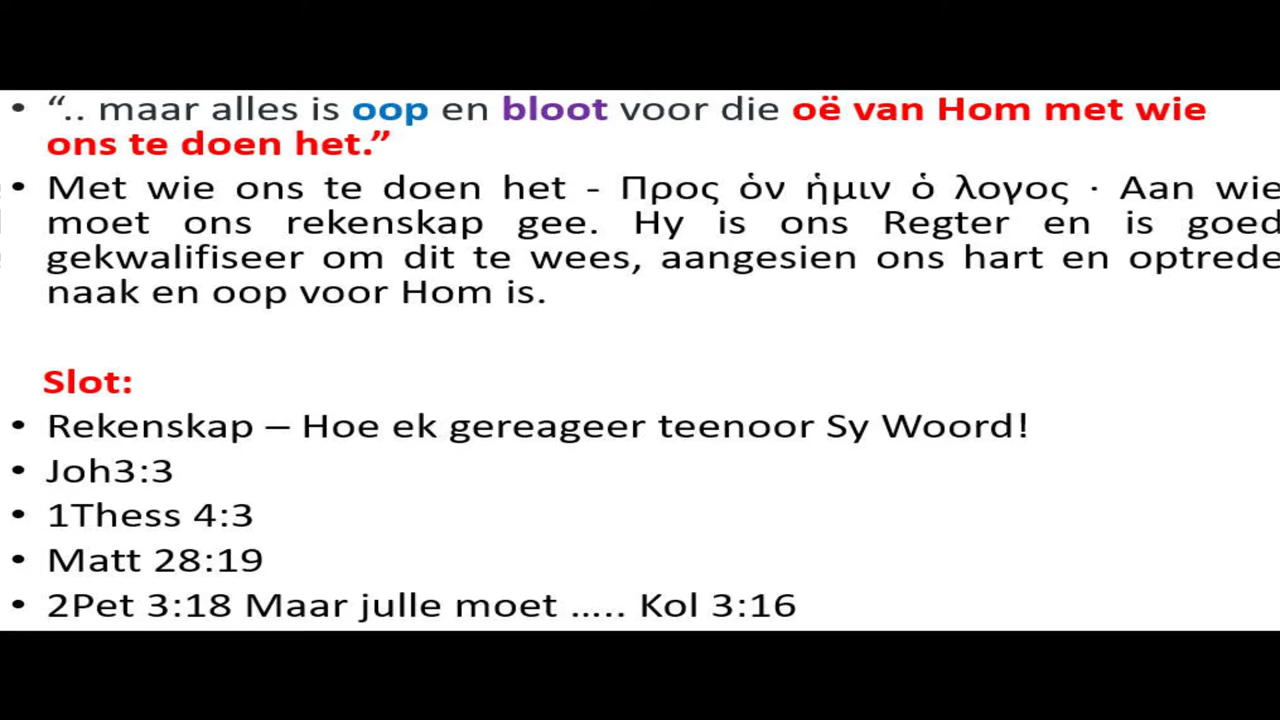 • “.. maar alles is oop en bloot voor die oë van Hom met wie
ons te doen het.”
• Met wie ons te doen het - Προς ὁν ἡμιν ὁ λογος · Aan wie
moet ons rekenskap gee. Hy is ons Regter en is goed
gekwalifiseer om dit te wees, aangesien ons hart en optrede
naak en oop voor Hom is.
Slot:
• Rekenskap – Hoe ek gereageer teenoor Sy Woord!
• Joh3:3
• 1Thess 4:3
• Matt 28:19
• 2Pet 3:18 Maar julle moet ….. Kol 3:16